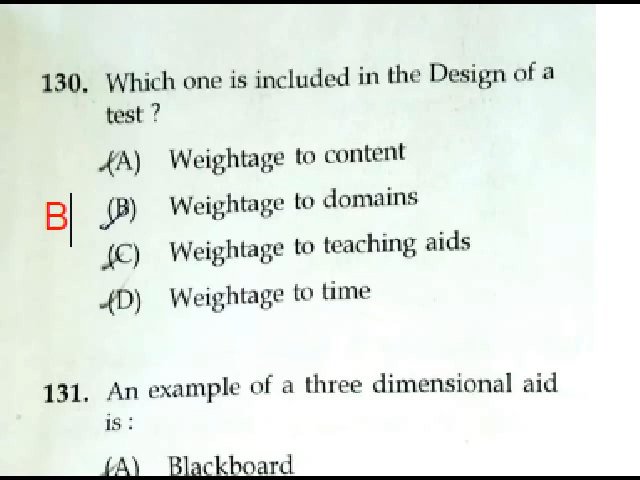 130. Which one is included in the Design of a
test ?
(A) Weightage to content
B (B) Weightage to domains
(C) Weightage to teaching aids
(D) Weightage to time
131. An example of a three dimensional aid
is :
(A) Blackboard